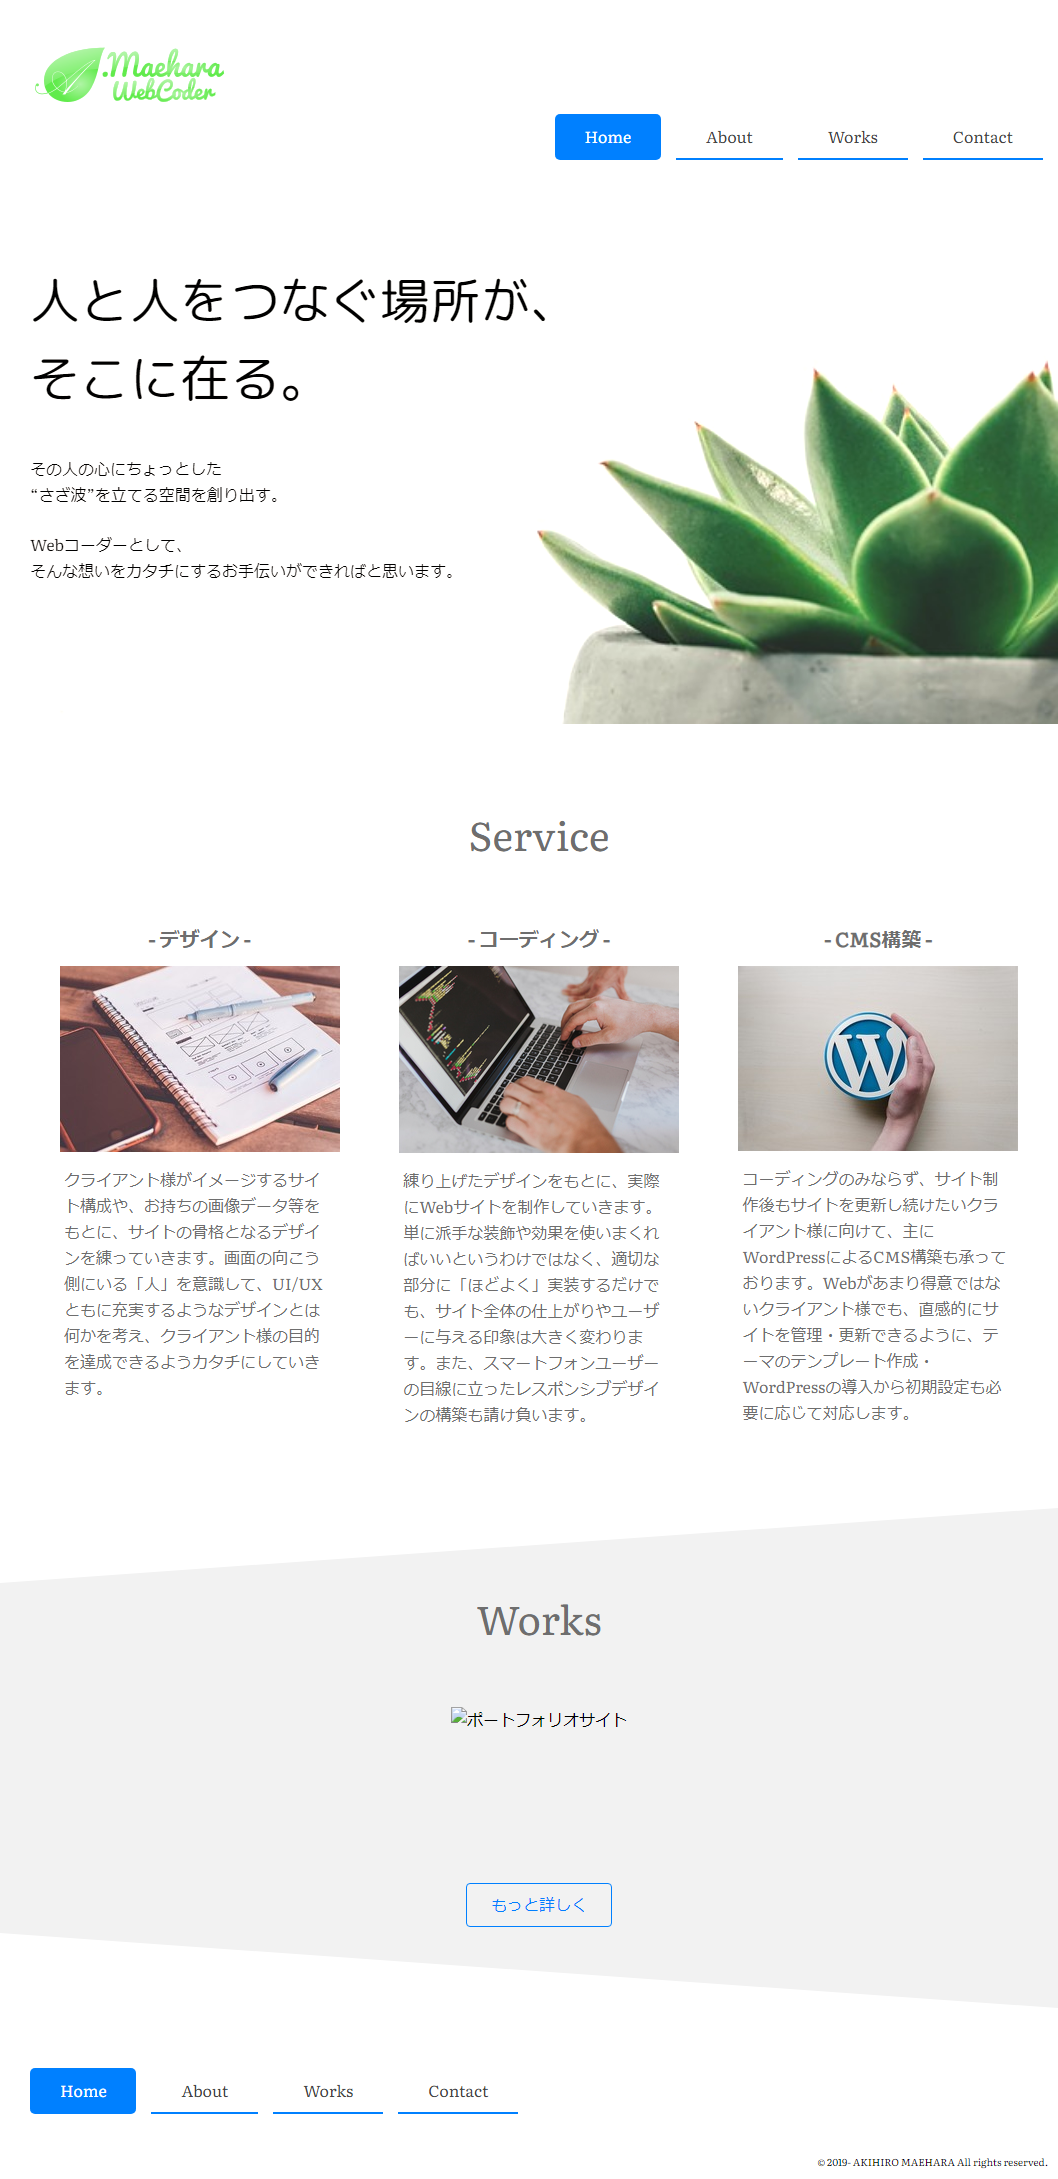 .Maehara
WebCoder
Home
About
Works
Contact
人と人をつなぐ場所が、
そこに在る。
その人の心にちょっとした
“さざ波”を立てる空間を創り出す。
Webコーダーとして、
そんな想いをカタチにするお手伝いができればと思います。
Service
- デザイン -
クライアント様がイメージするサイ
ト構成や、お持ちの画像データ等を
もとに、サイトの骨格となるデザイ
ンを練っていきます。画面の向こう
側にいる「人」を意識して、UI/UX
ともに充実するようなデザインとは
何かを考え、クライアント様の目的
を達成できるようカタチにしていき
ます。
- コーディング -
練り上げたデザインをもとに、実際
にWebサイトを制作していきます。
単に派手な装飾や効果を使いまくれ
ばいいというわけではなく、適切な
部分に「ほどよく」実装するだけで
も、サイト全体の仕上がりやユーザ
ーに与える印象は大きく変わりま
す。また、スマートフォンユーザー
の目線に立ったレスポンシブデザイ
ンの構築も請け負います。
- CMS構築 -
W
コーディングのみならず、サイト制
作後もサイトを更新し続けたいクラ
イアント様に向けて、主に
WordPressによるCMS構築も承って
おります。Webがあまり得意ではな
いクライアント様でも、直感的にサ
イトを管理・更新できるように、テ
ーマのテンプレート作成・
WordPressの導入から初期設定も必
要に応じて対応します。
Works
ポートフォリオサイト
もっと詳しく
Home
About
Works
Contact
© 2019- AKIHIRO MAEHARA All rights reserved.